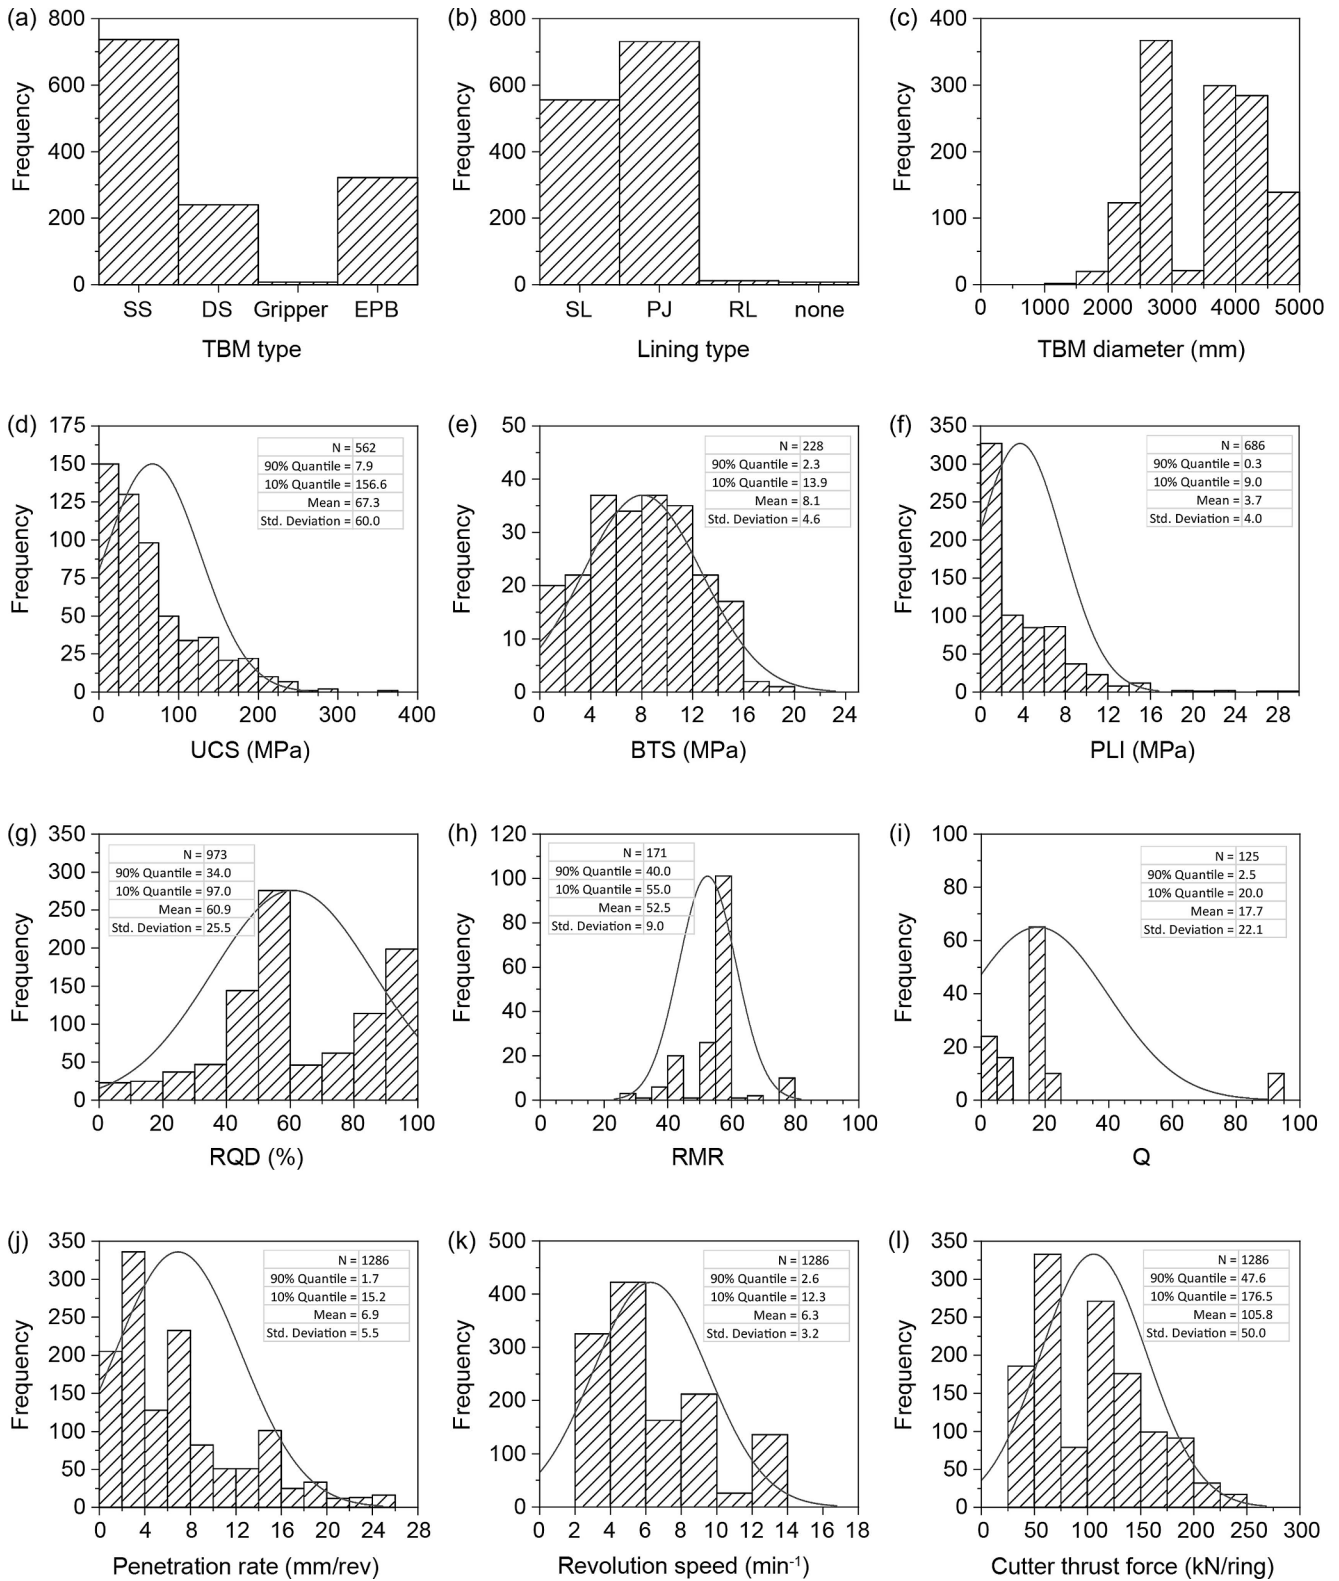 (a)
800
600
400
200
0
Frequency
SS DS Gripper EPB
TBM type
(b)
800
600
400
200
0
Frequency
SL PJ RL none
Lining type
(c)
400
300
200
100
0
Frequency
0 1000 2000 3000 4000 5000
TBM diameter (mm)
(d)
175
150
125
100
75
50
25
0
Frequency
N = 562
90% Quantile = 7.9
10% Quantile = 156.6
Mean = 67.3
Std. Deviation = 60.0
0 100 200 300 400
UCS (MPa)
(e)
50
40
30
20
10
0
Frequency
N = 228
90% Quantile = 2.3
10% Quantile = 13.9
Mean = 8.1
Std. Deviation = 4.6
0 4 8 12 16 20 24
BTS (MPa)
(f)
350
300
250
200
150
100
50
0
Frequency
N = 686
90% Quantile = 0.3
10% Quantile = 9.0
Mean = 3.7
Std. Deviation = 4.0
0 4 8 12 16 20 24 28
PLI (MPa)
(g)
350
300
250
200
150
100
50
0
Frequency
N = 973
90% Quantile = 34.0
10% Quantile = 97.0
Mean = 60.9
Std. Deviation = 25.5
0 20 40 60 80 100
RQD (%)
(h)
120
100
80
60
40
20
0
Frequency
N = 171
90% Quantile = 40.0
10% Quantile = 55.0
Mean = 52.5
Std. Deviation = 9.0
0 20 40 60 80 100
RMR
(i)
100
80
60
40
20
0
Frequency
N = 125
90% Quantile = 2.5
10% Quantile = 20.0
Mean = 17.7
Std. Deviation = 22.1
0 20 40 60 80 100
Q
(j)
350
300
250
200
150
100
50
0
Frequency
N = 1286
90% Quantile = 1.7
10% Quantile = 15.2
Mean = 6.9
Std. Deviation = 5.5
0 4 8 12 16 20 24 28
Penetration rate (mm/rev)
(k)
500
400
300
200
100
0
Frequency
N = 1286
90% Quantile = 2.6
10% Quantile = 12.3
Mean = 6.3
Std. Deviation = 3.2
0 2 4 6 8 10 12 14 16 18
Revolution speed (min⁻¹)
(l)
350
300
250
200
150
100
50
0
Frequency
N = 1286
90% Quantile = 47.6
10% Quantile = 176.5
Mean = 105.8
Std. Deviation = 50.0
0 50 100 150 200 250 300
Cutter thrust force (kN/ring)